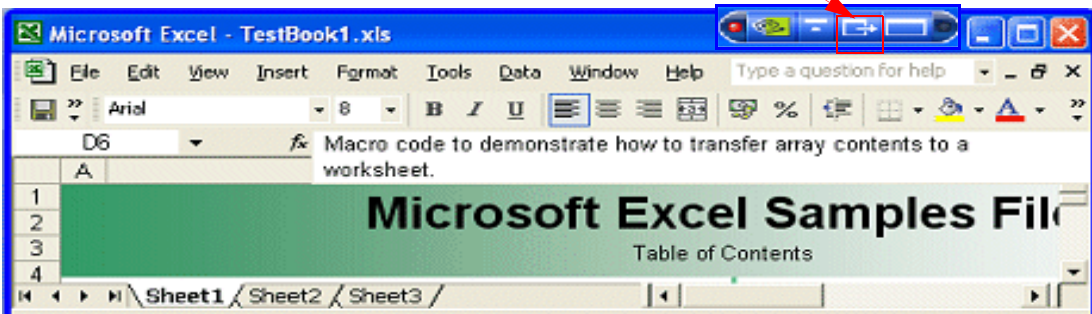 Microsoft Excel - TestBook1.xls
File Edit View Insert Format Tools Data Window Help Type a question for help
Arial 8 B I U %
D6 fx Macro code to demonstrate how to transfer array contents to a
worksheet.
A
1
2 Microsoft Excel Samples Fil
3 Table of Contents
4
Sheet1 Sheet2 Sheet3